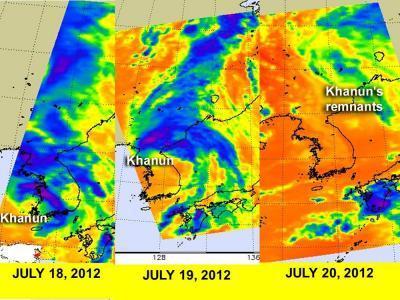 Khanun
Khanun
Khanun's
remnants
128
136
JULY 18, 2012
JULY 19, 2012
JULY 20, 2012